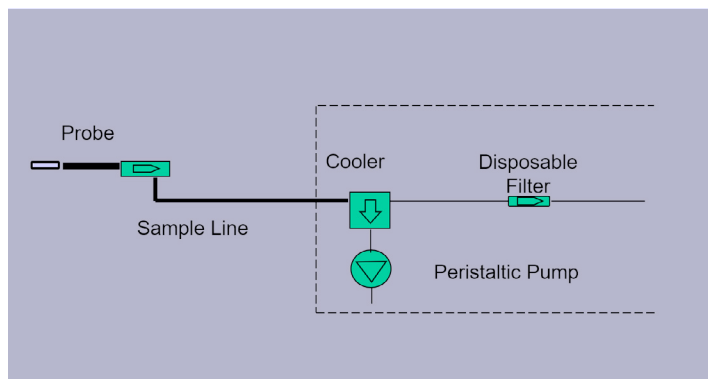 Probe
Cooler
Disposable
Filter
Sample Line
Peristaltic Pump